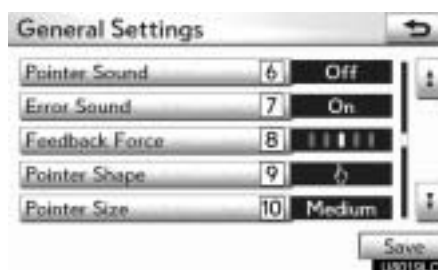 General Settings
Pointer Sound 6 Off
Error Sound 7 On
Feedback Force 8
Pointer Shape 9
Pointer Size 10 Medium
Save